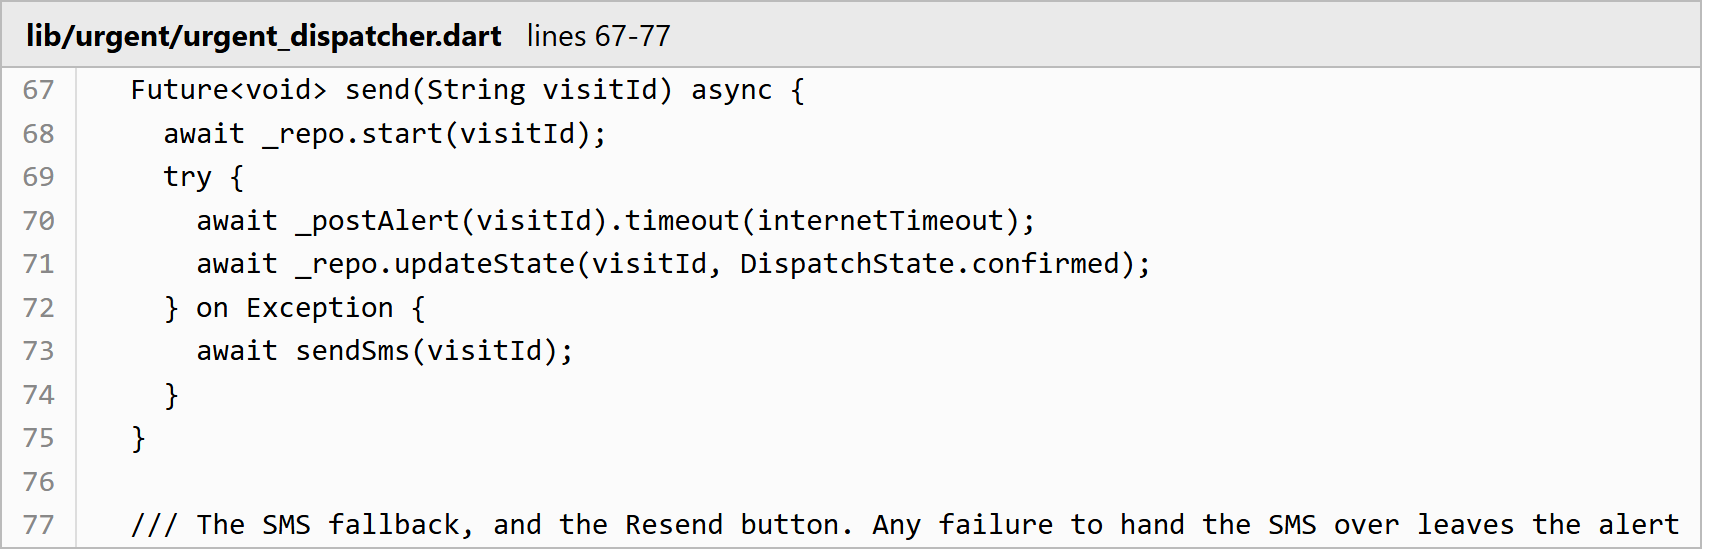 lib/urgent/urgent_dispatcher.dart lines 67-77
67 Future<void> send(String visitId) async {
68 await _repo.start(visitId);
69 try {
70 await _postAlert(visitId).timeout(internetTimeout);
71 await _repo.updateState(visitId, DispatchState.confirmed);
72 } on Exception {
73 await sendSms(visitId);
74 }
75 }
76
77 /// The SMS fallback, and the Resend button. Any failure to hand the SMS over leaves the alert